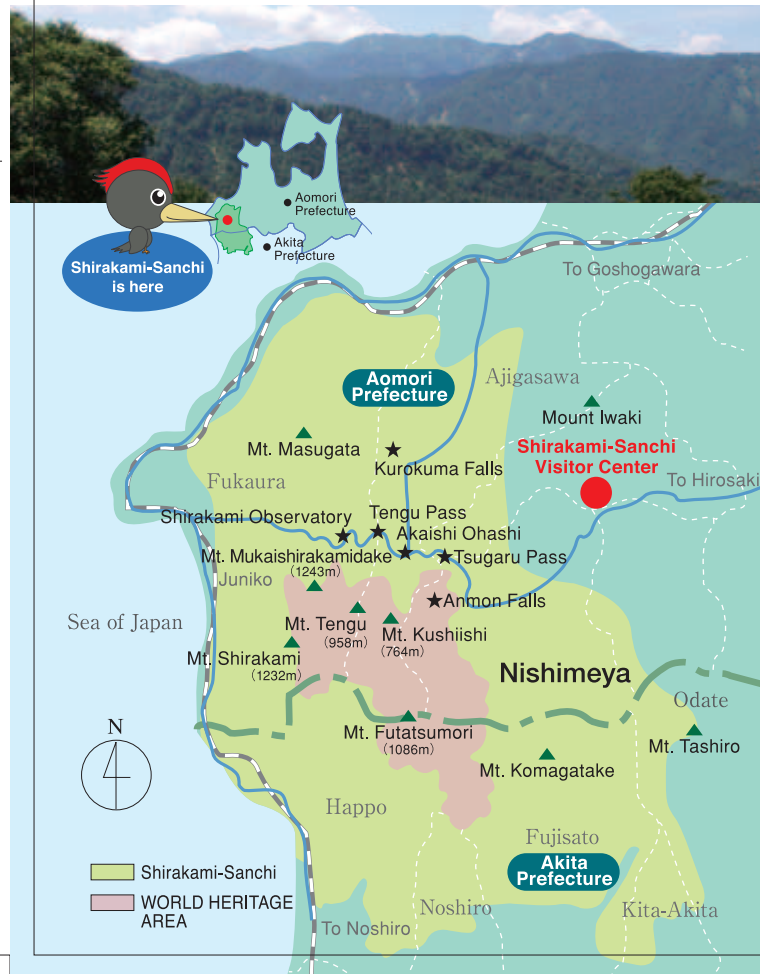 Aomori
Prefecture
Akita
Prefecture
Shirakami-Sanchi
is here
To Goshogawara
Aomori
Prefecture
Ajigasawa
Mount Iwaki
Mt. Masugata
Kurokuma Falls
Shirakami-Sanchi
Visitor Center
To Hirosaki
Fukaura
Shirakami Observatory
Tengu Pass
Akaishi Ohashi
Mt. Mukaishirakamidake
(1243m)
Tsugaru Pass
Juniko
Anmon Falls
Sea of Japan
Mt. Tengu
(958m)
Mt. Kushiishi
(764m)
Mt. Shirakami
(1232m)
Nishimeya
Odate
N
Mt. Futatsumori
(1086m)
Mt. Tashiro
Mt. Komagatake
Happo
Fujisato
Akita
Prefecture
Shirakami-Sanchi
WORLD HERITAGE
AREA
Noshiro
Kita-Akita
To Noshiro